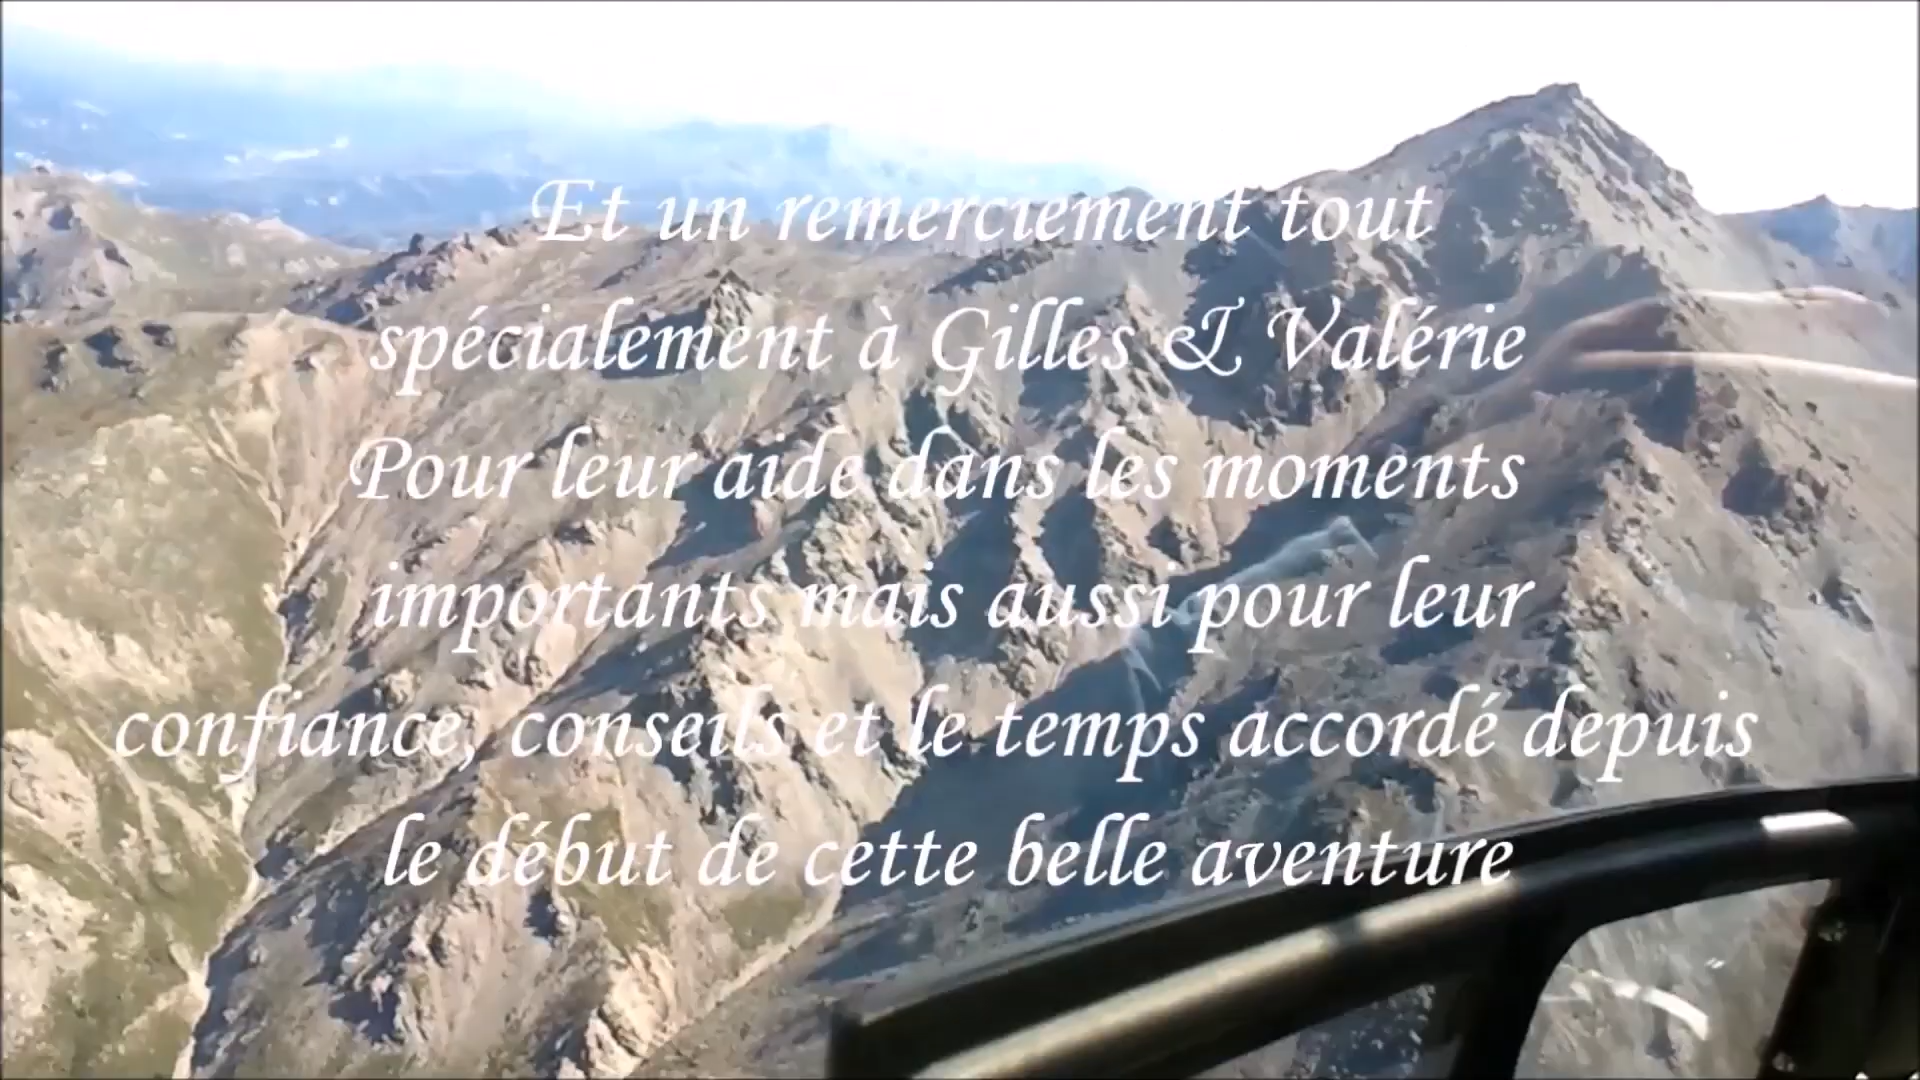 Et un remerciement tout
spécialement à Gilles & Valérie
Pour leur aide dans les moments
importants mais aussi pour leur
confiance, conseils et le temps accordé depuis
le début de cette belle aventure